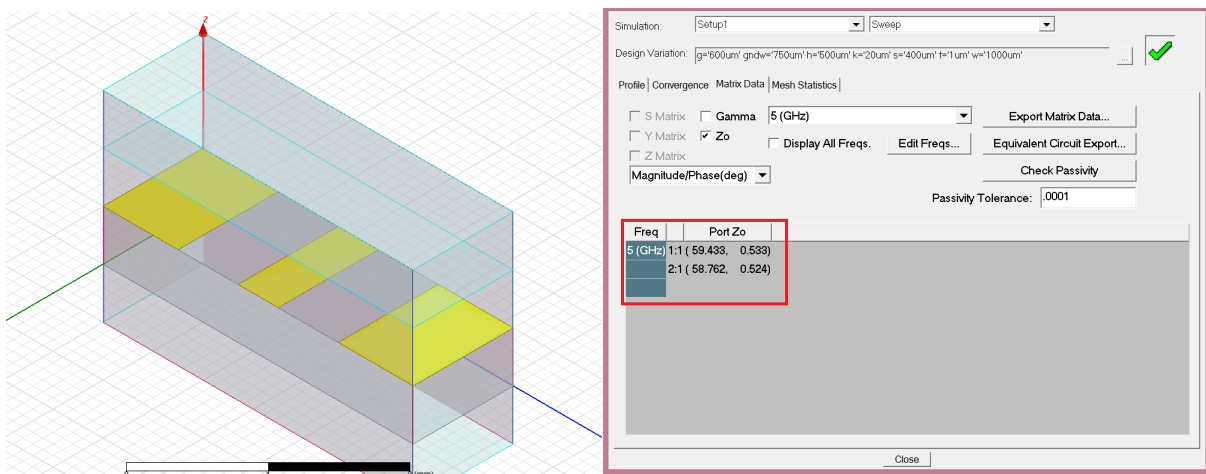 Z
(mm)
Simulation: Setup1 Sweep
Design Variation: g='600um' gndw='750um' h='500um' k='20um' s='400um' t='1um' w='1000um' ...
Profile Convergence Matrix Data Mesh Statistics
S Matrix Gamma 5 (GHz) Export Matrix Data...
Y Matrix Zo Display All Freqs. Edit Freqs... Equivalent Circuit Export...
Z Matrix
Magnitude/Phase(deg) Check Passivity
Passivity Tolerance: .0001
Freq Port Zo
5 (GHz) 1:1 ( 59.433, 0.533)
2:1 ( 58.762, 0.524)
Close